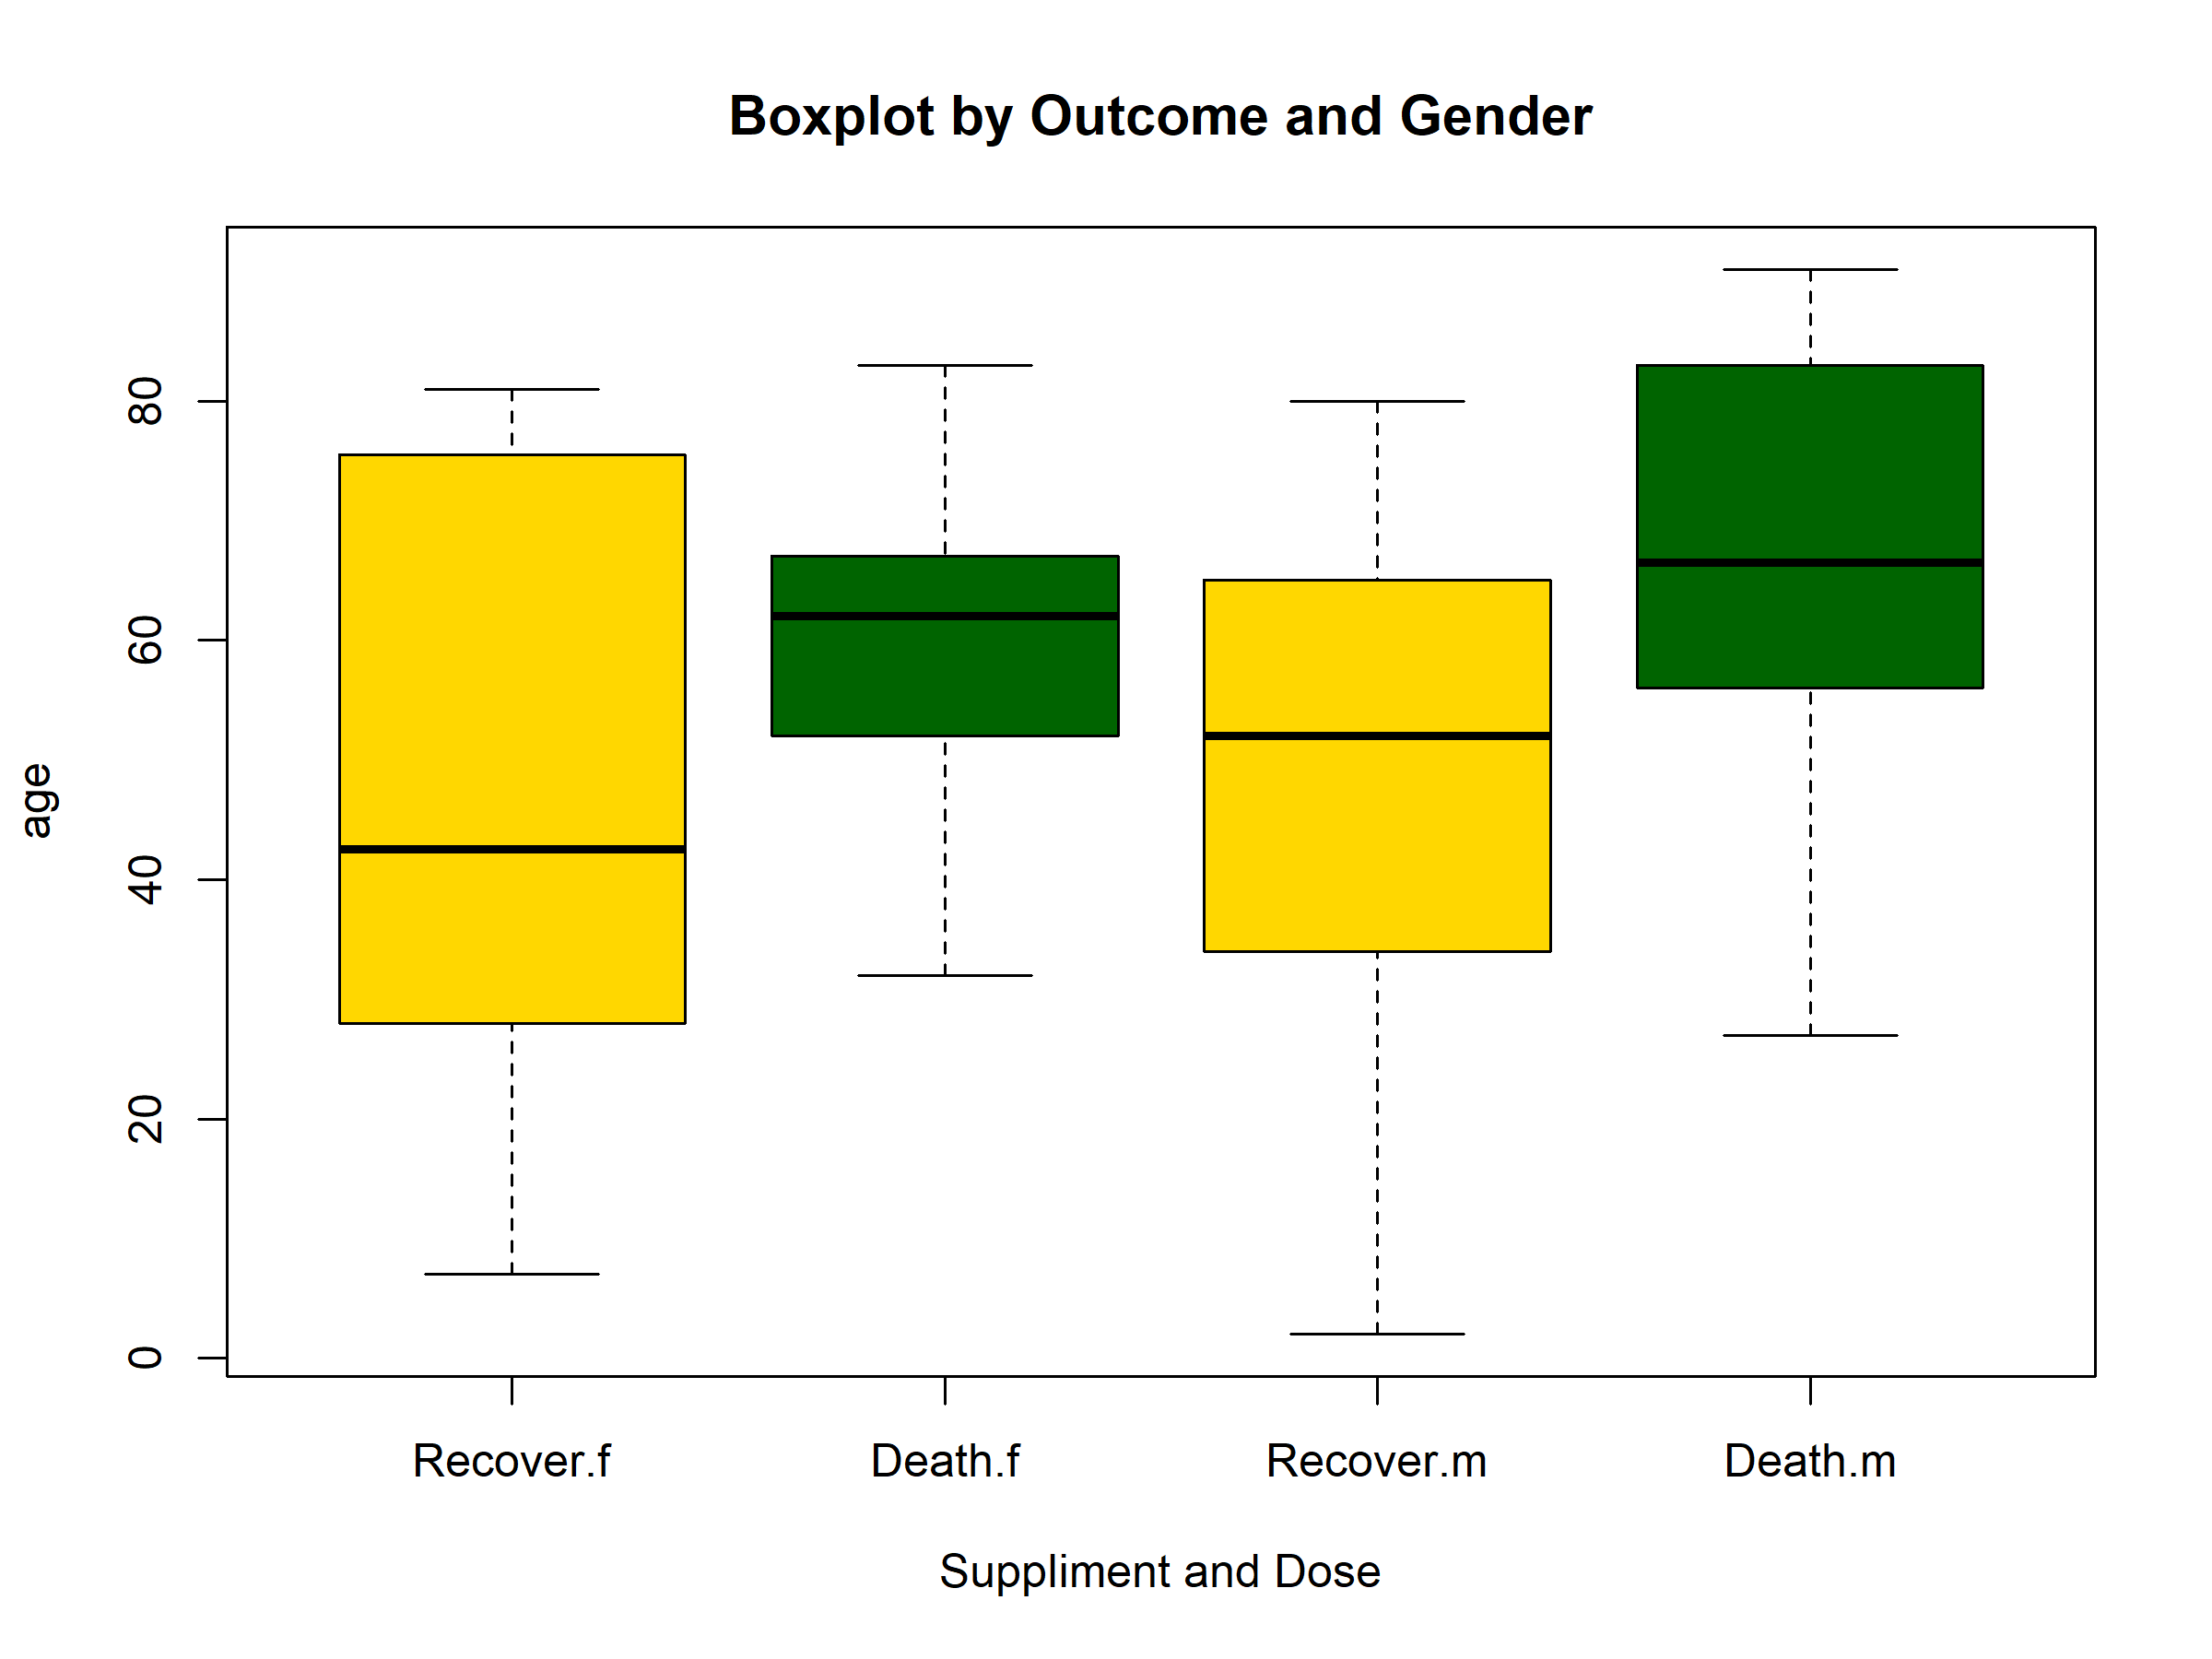 Boxplot by Outcome and Gender
age
80
60
40
20
0
Recover.f Death.f Recover.m Death.m
Suppliment and Dose